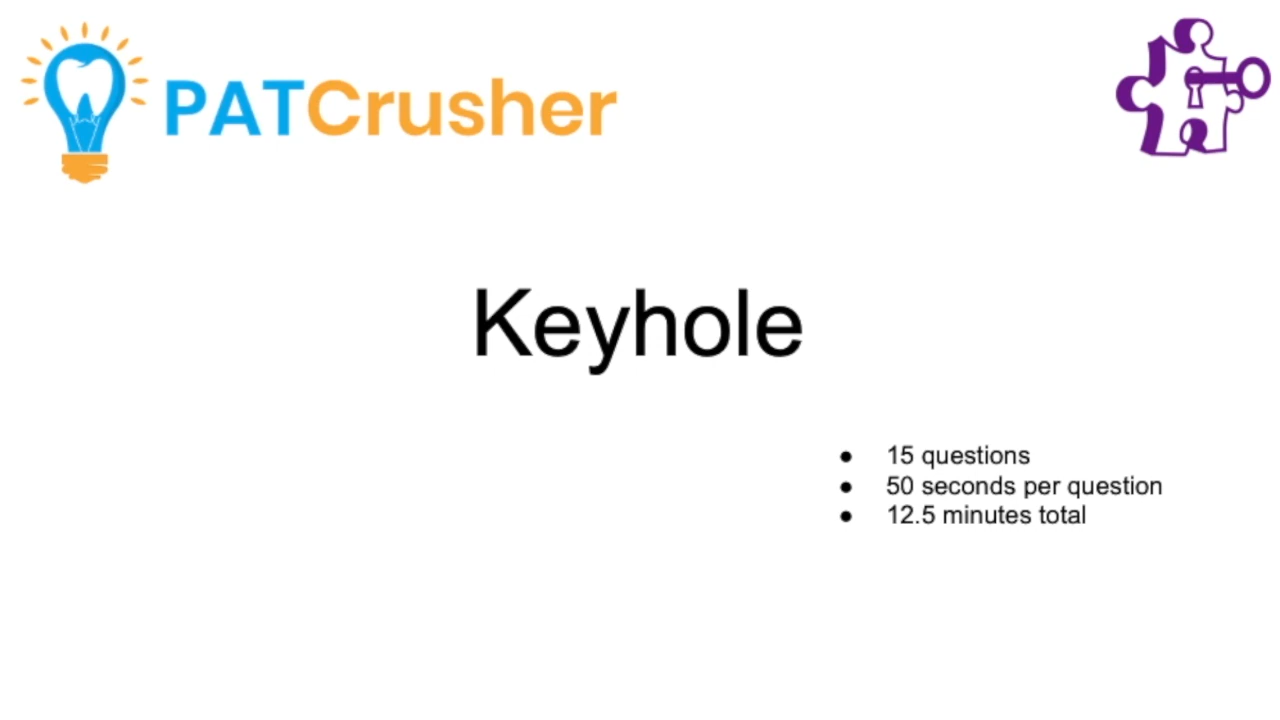 PATCrusher
Keyhole
● 15 questions
● 50 seconds per question
● 12.5 minutes total